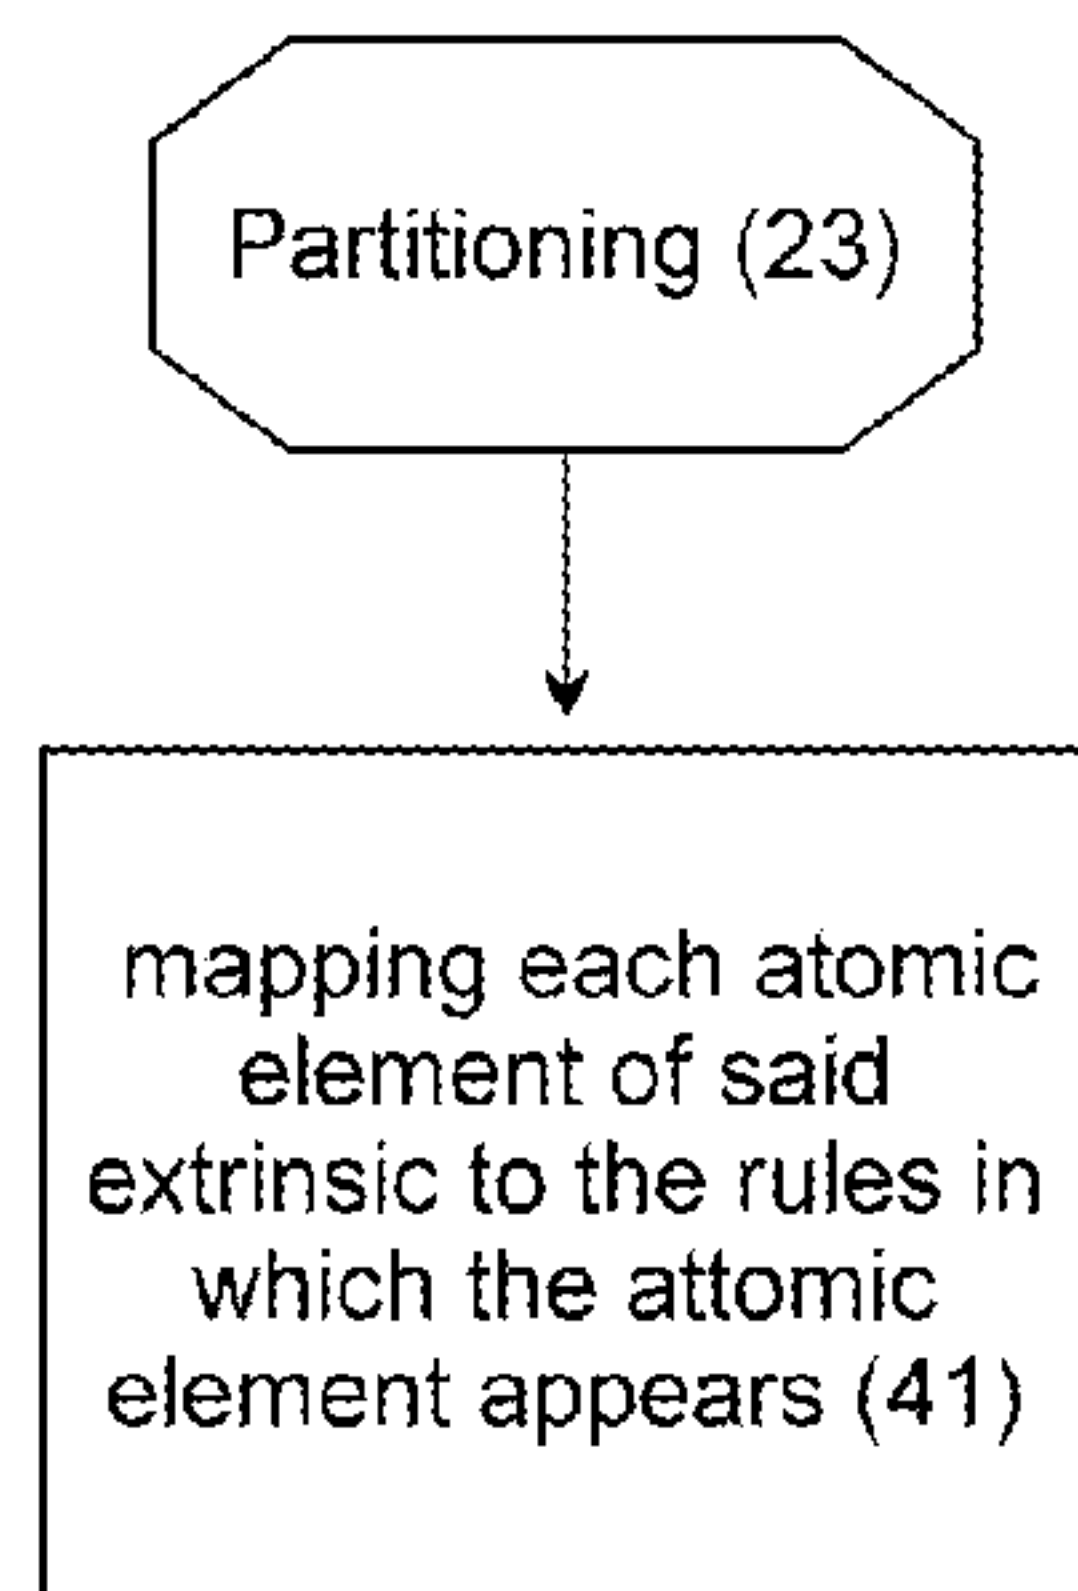 Partitioning (23)
mapping each atomic
element of said
extrinsic to the rules in
which the attomic
element appears (41)